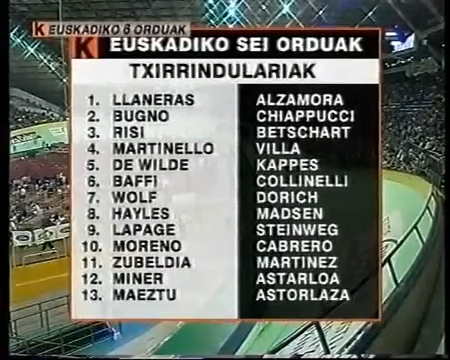 K EUSKADIKO 6 ORDUAK
K EUSKADIKO SEI ORDUAK
TXIRRINDULARIAK
1. LLANERAS ALZAMORA
2. BUGNO CHIAPPUCCI
3. RISI BETSCHART
4. MARTINELLO VILLA
5. DE WILDE KAPPES
6. BAFFI COLLINELLI
7. WOLF DORICH
8. HAYLES MADSEN
9. LAPAGE STEINWEG
10. MORENO CABRERO
11. ZUBELDIA MARTINEZ
12. MINER ASTARLOA
13. MAEZTU ASTORLAZA